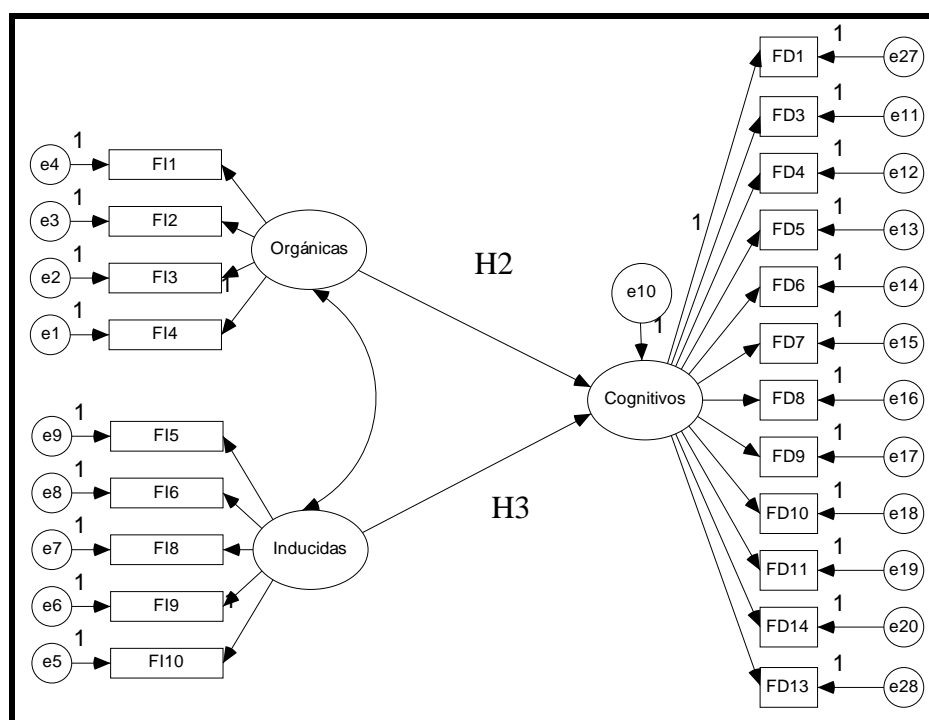 e4 1 FI1
e3 1 FI2
e2 1 FI3 1
e1 1 FI4
Orgánicas
e9 1 FI5
e8 1 FI6
e7 1 FI8
e6 1 FI9 1
e5 1 FI10
Inducidas
H2
H3
e10
1
Cognitivos
1
FD1 1 e27
FD3 1 e11
FD4 1 e12
FD5 1 e13
FD6 1 e14
FD7 1 e15
FD8 1 e16
FD9 1 e17
FD10 1 e18
FD11 1 e19
FD14 1 e20
FD13 1 e28